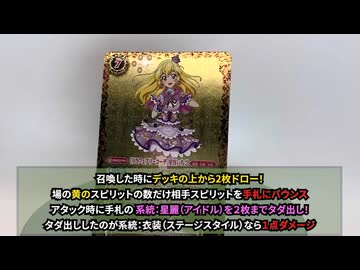 召喚した時にデッキの上から2枚ドロー！
場の黄のスピリットの数だけ相手スピリットを手札にバウンス
アタック時に手札の 系統：星麗（アイドル）を2枚までタダ出し！
タダ出ししたのが系統：衣装（ステージスタイル）なら1点ダメージ